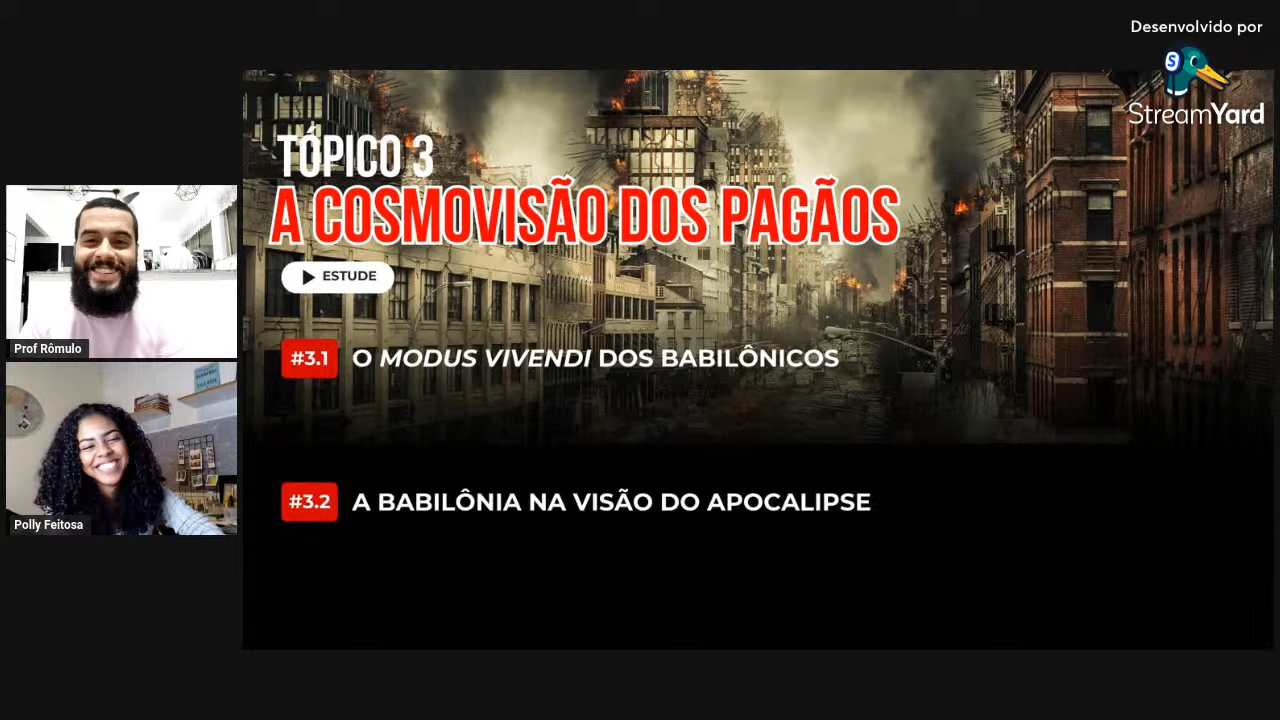 Desenvolvido por
StreamYard
TÓPICO 3
A COSMOVISÃO DOS PAGÃOS
ESTUDE
#3.1 O MODUS VIVENDI DOS BABILÔNICOS
#3.2 A BABILÔNIA NA VISÃO DO APOCALIPSE
Prof Rômulo
Polly Feitosa